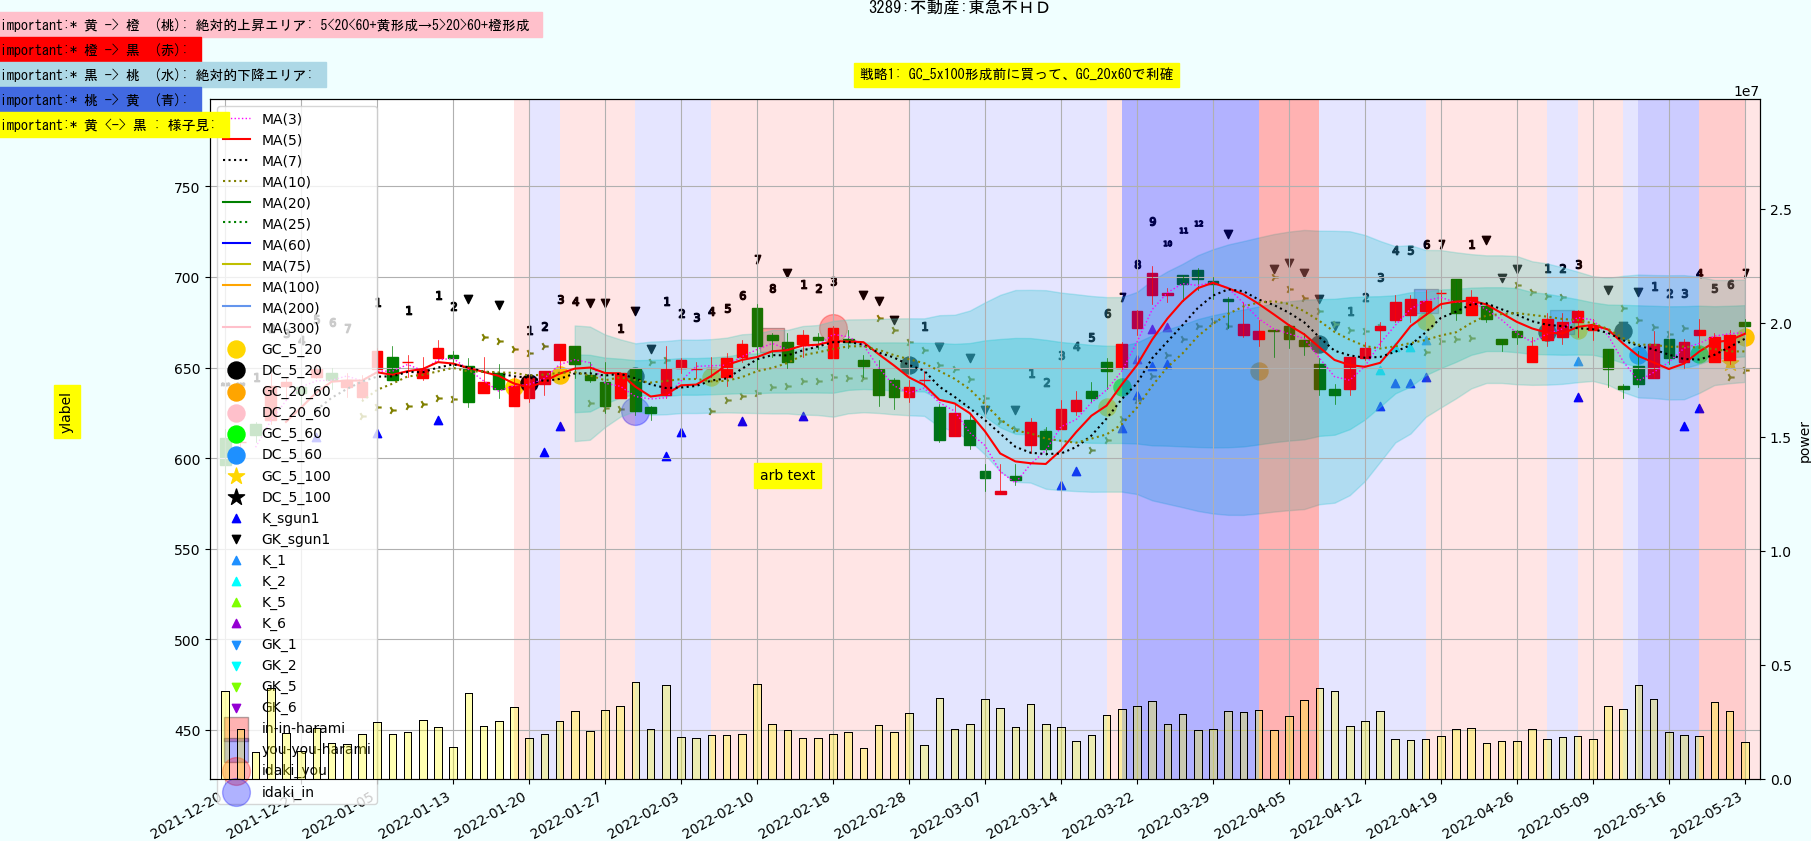 3289:不動産:東急不ＨＤ
important:* 黄 -> 橙 (桃): 絶対的上昇エリア: 5<20<60+黄形成→5>20>60+橙形成
important:* 橙 -> 黒 (赤):
important:* 黒 -> 桃 (水): 絶対的下降エリア:
戦略1: GC_5x100形成前に買って、GC_20x60で利確
important:* 桃 -> 黄 (青):
important:* 黄 <-> 黒 : 様子見:
1e7
MA(3)
MA(5)
MA(7)
MA(10)
MA(20)
MA(25)
MA(60)
MA(75)
MA(100)
MA(200)
MA(300)
GC_5_20
DC_5_20
GC_20_60
DC_20_60
GC_5_60
DC_5_60
GC_5_100
DC_5_100
K_sgun1
GK_sgun1
K_1
K_2
K_5
K_6
GK_1
GK_2
GK_5
GK_6
in-in-harami
you-you-harami
idaki_you
idaki_in
750
700
650
600
550
500
450
ylabel
arb text
2.5
2.0
1.5
1.0
0.5
0.0
power
2021-12-20
2022-01-05
2022-01-13
2022-01-20
2022-01-27
2022-02-03
2022-02-10
2022-02-18
2022-02-28
2022-03-07
2022-03-14
2022-03-22
2022-03-29
2022-04-05
2022-04-12
2022-04-19
2022-04-26
2022-05-09
2022-05-16
2022-05-23